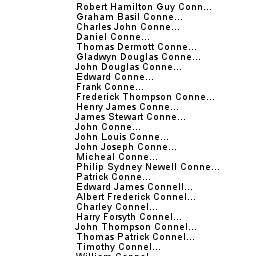 Robert Hamilton Guy Conn...
Graham Basil Conne...
Charles John Conne...
Daniel Conne...
Thomas Dermott Conne...
Gladwyn Douglas Conne...
John Douglas Conne...
Edward Conne...
Frank Conne...
Frederick Thompson Conne...
Henry James Conne...
James Stewart Conne...
John Conne...
John Louis Conne...
John Joseph Conne...
Micheal Conne...
Philip Sydney Newell Conne...
Patrick Conne...
Edward James Connell...
Albert Frederick Connel...
Charley Connel...
Harry Forsyth Connel...
John Thompson Connel...
Thomas Patrick Connel...
Timothy Connel...
William Connel...